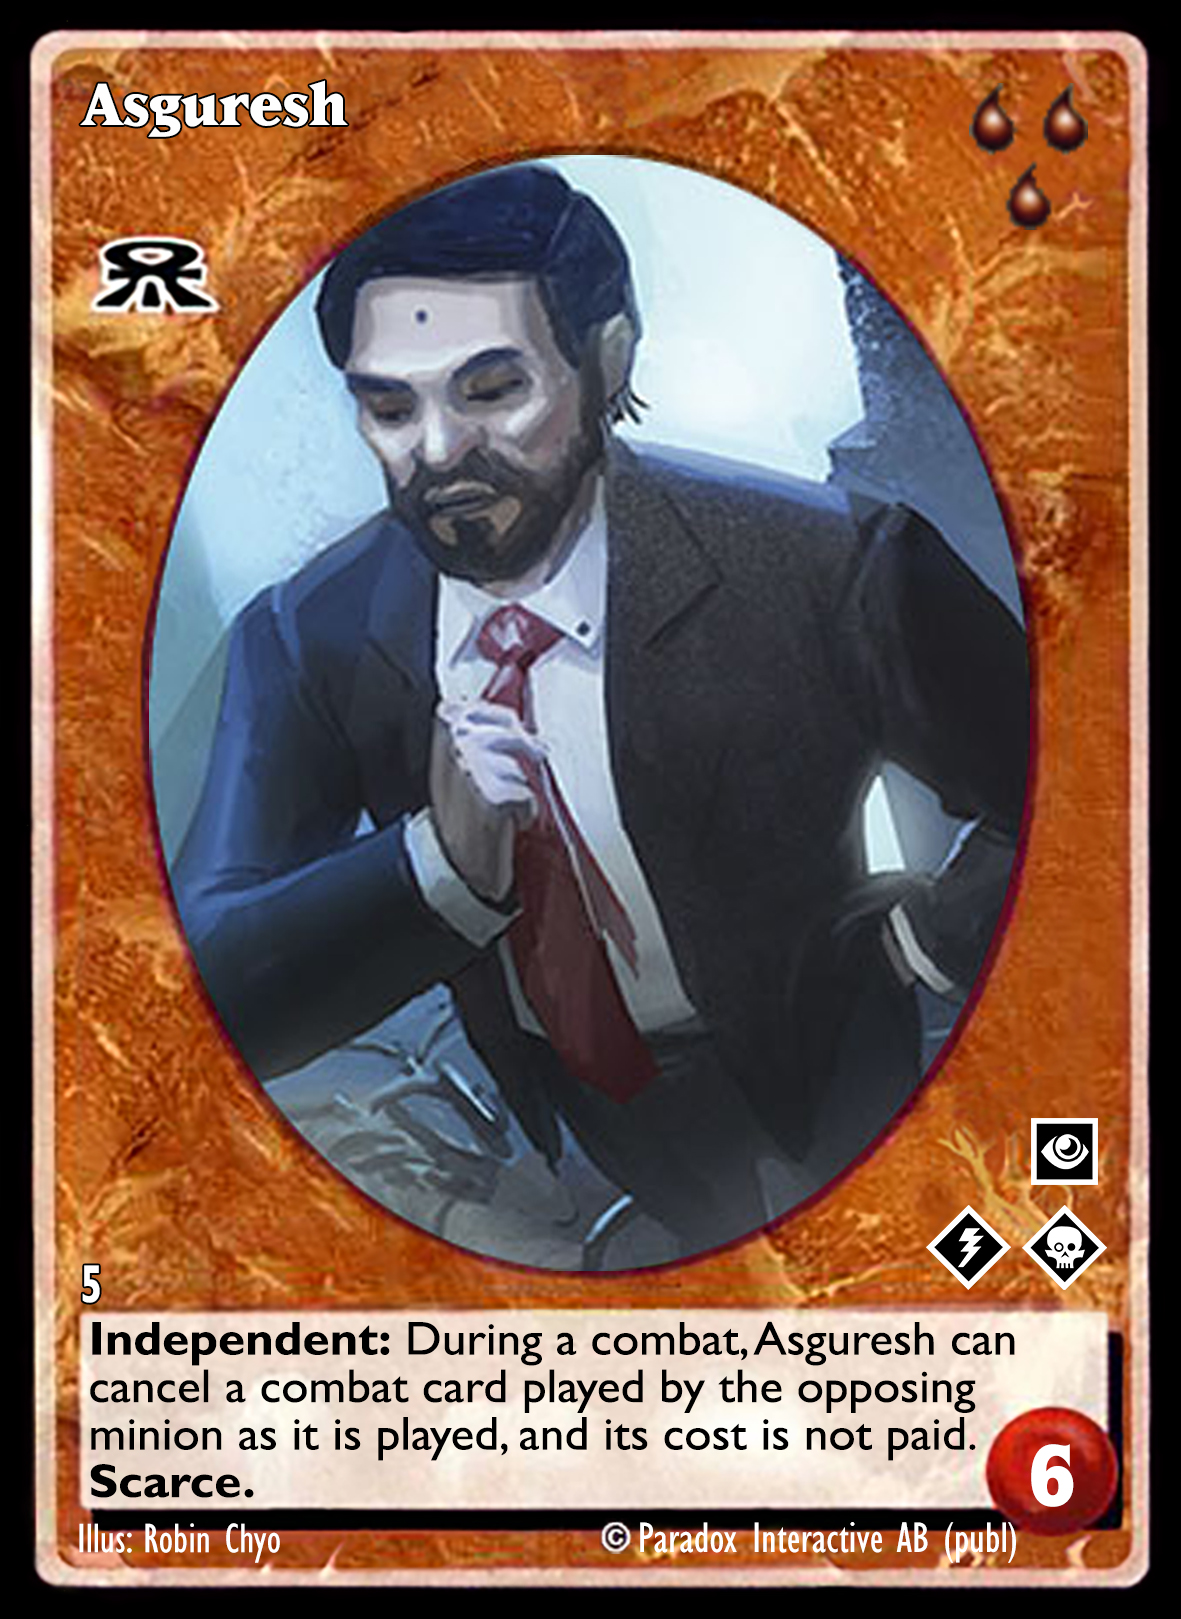 Asguresh
5
Independent: During a combat, Asguresh can
cancel a combat card played by the opposing
minion as it is played, and its cost is not paid.
Scarce.
6
Illus: Robin Chyo
© Paradox Interactive AB (publ)